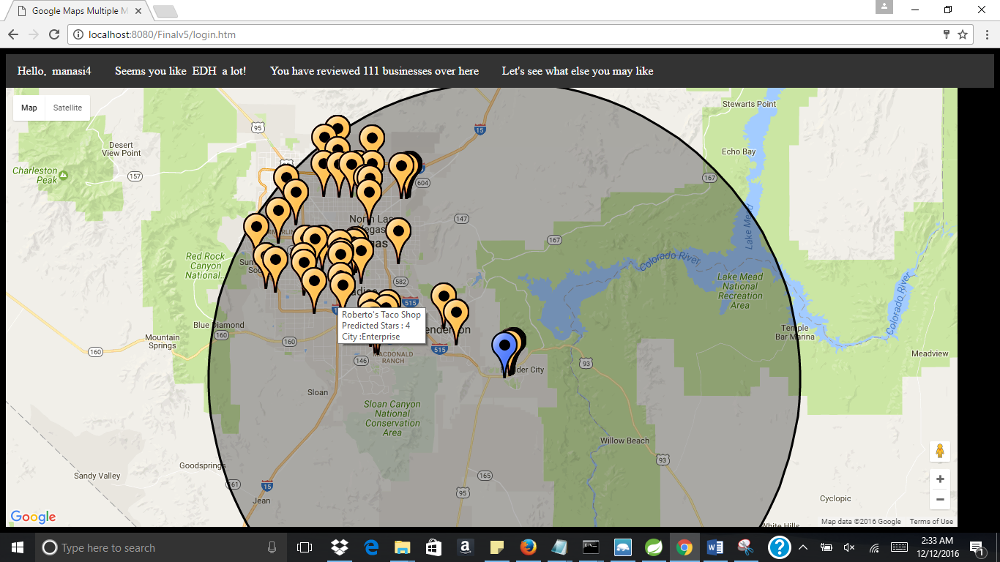 Google Maps Multiple M
localhost:8080/Finalv5/login.htm
Hello, manasi4 Seems you like EDH a lot! You have reviewed 111 businesses over here Let's see what else you may like
Map Satellite
Stewarts Point
95
15
Desert
View Point
Echo Bay
Charleston
Peak
157
604
167
147
North Las
167
Lake Mead
Red Rock
Canyon
National...
582
Colorado River
Lake Mead
National
Recreation
Area
Colorado River
515
Roberto's Taco Shop
Predicted Stars : 4
City :Enterprise
Blue Diamond
160
160
515
Temple
Bar Marina
Mountain
Springs
160
146
MACDONALD
RANCH
93
Meadview
Sloan
Sloan Canyon
National
Conservation
Area
Willow Beach
93
Goodsprings
Sandy Valley
161
15
165
95
Jean
Cyclopic
White Hills
Google
Map data ©2016 Google Terms of Use
Type here to search
2:33 AM
12/12/2016